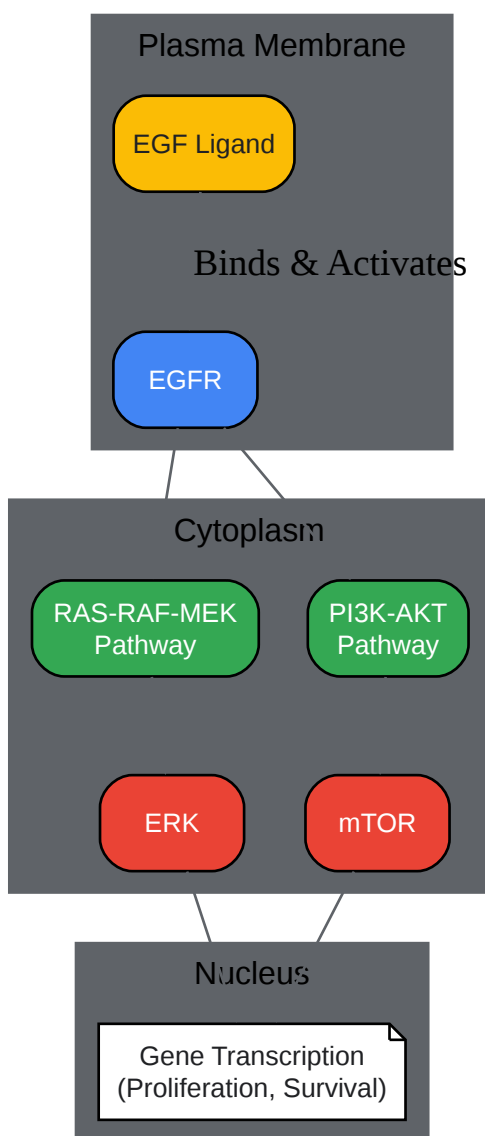 Plasma Membrane
EGF Ligand
Binds & Activates
EGFR
Cytoplasm
RAS-RAF-MEK
Pathway
PI3K-AKT
Pathway
ERK
mTOR
Nucleus
Gene Transcription
(Proliferation, Survival)